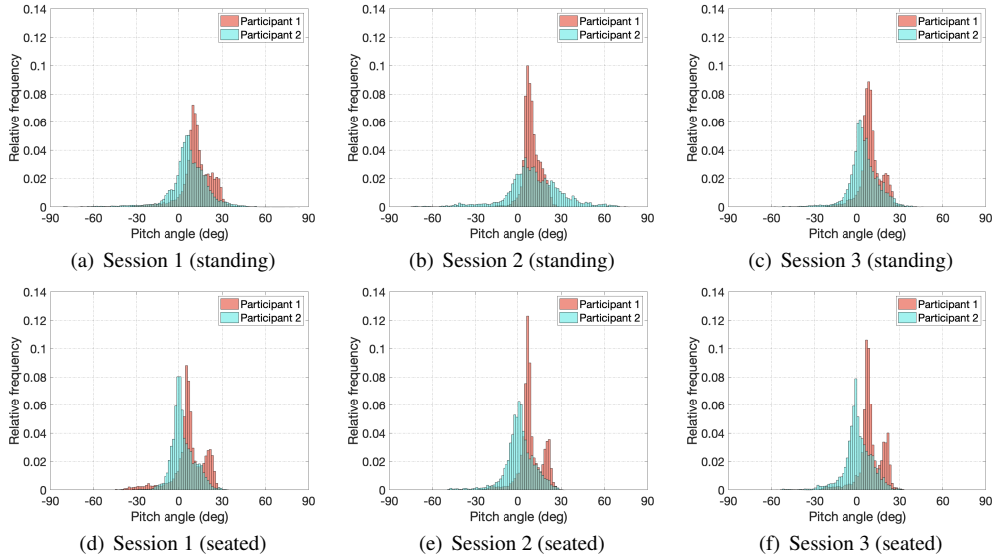 0.14
0.12
0.1
0.08
0.06
0.04
0.02
0
-90 -60 -30 0 30 60 90
Relative frequency
Pitch angle (deg)
Participant 1
Participant 2
(a) Session 1 (standing)
0.14
0.12
0.1
0.08
0.06
0.04
0.02
0
-90 -60 -30 0 30 60 90
Relative frequency
Pitch angle (deg)
Participant 1
Participant 2
(b) Session 2 (standing)
0.14
0.12
0.1
0.08
0.06
0.04
0.02
0
-90 -60 -30 0 30 60 90
Relative frequency
Pitch angle (deg)
Participant 1
Participant 2
(c) Session 3 (standing)
0.14
0.12
0.1
0.08
0.06
0.04
0.02
0
-90 -60 -30 0 30 60 90
Relative frequency
Pitch angle (deg)
Participant 1
Participant 2
(d) Session 1 (seated)
0.14
0.12
0.1
0.08
0.06
0.04
0.02
0
-90 -60 -30 0 30 60 90
Relative frequency
Pitch angle (deg)
Participant 1
Participant 2
(e) Session 2 (seated)
0.14
0.12
0.1
0.08
0.06
0.04
0.02
0
-90 -60 -30 0 30 60 90
Relative frequency
Pitch angle (deg)
Participant 1
Participant 2
(f) Session 3 (seated)